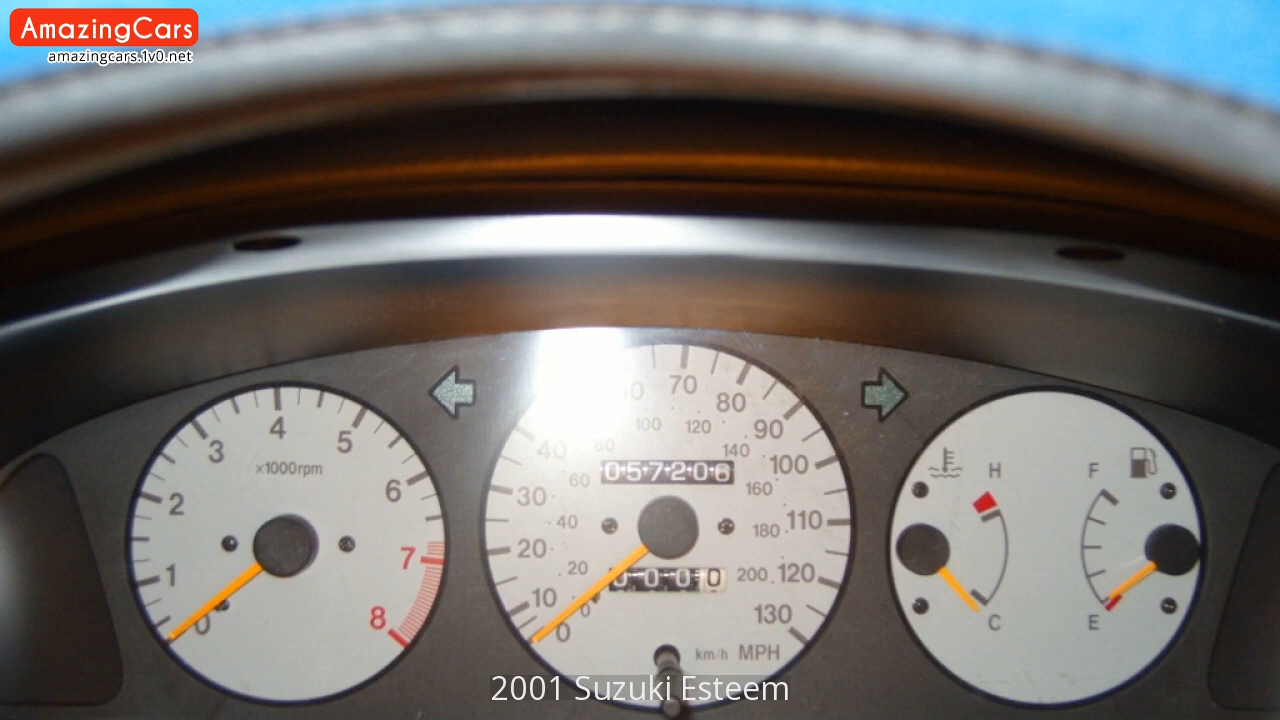 AmazingCars
amazingcars.1v0.net
0 1 2 3 4 5 6 7 8
x1000rpm
0 10 20 30 40 70 80 90 100 110 120 130
20 40 60 80 100 120 140 160 180 200
057206
0000
km/h MPH
H
C
F
E
2001 Suzuki Esteem